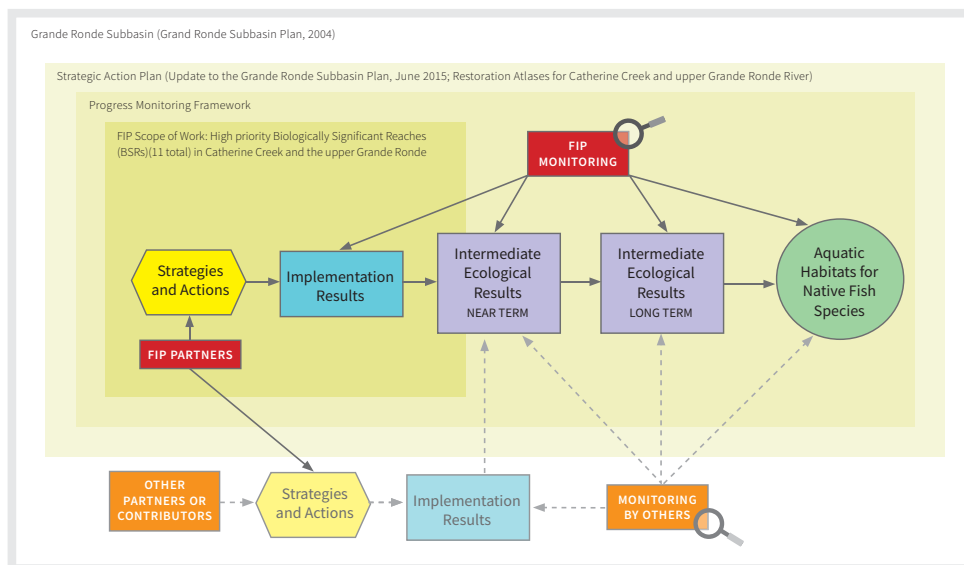 Grande Ronde Subbasin (Grand Ronde Subbasin Plan, 2004)
Strategic Action Plan (Update to the Grande Ronde Subbasin Plan, June 2015; Restoration Atlases for Catherine Creek and upper Grande Ronde River)
Progress Monitoring Framework
FIP Scope of Work: High priority Biologically Significant Reaches
(BSRs)(11 total) in Catherine Creek and the upper Grande Ronde
FIP
MONITORING
Strategies
and Actions
Implementation
Results
Intermediate
Ecological
Results
NEAR TERM
Intermediate
Ecological
Results
LONG TERM
Aquatic
Habitats for
Native Fish
Species
FIP PARTNERS
OTHER
PARTNERS OR
CONTRIBUTORS
Strategies
and Actions
Implementation
Results
MONITORING
BY OTHERS